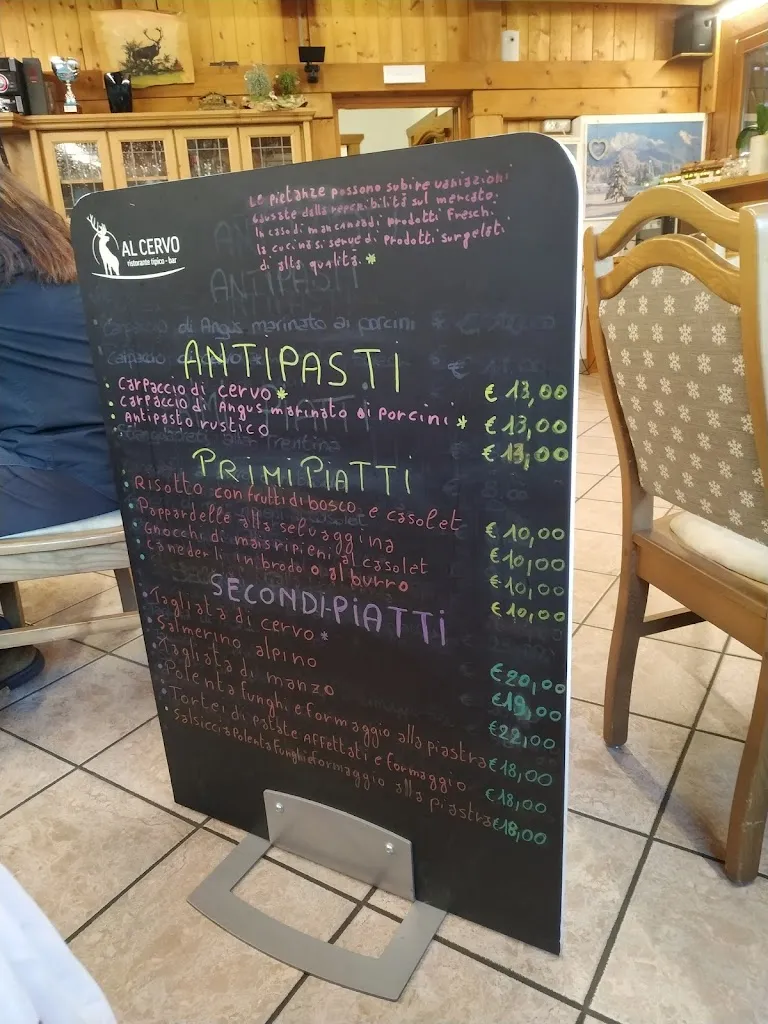 AL CERVO
ristorante tipico - bar
Le pietanze possono subire variazioni
causate dalla reperibilità sul mercato.
In caso di mancanza di prodotti freschi
la cucina si serve di prodotti surgelati
di alta qualità. *
ANTIPASTI
• Carpaccio di cervo * € 13,00
• Carpaccio di Angus marinato ai porcini * € 13,00
• Antipasto rustico € 13,00
PRIMI PIATTI
• Risotto con frutti di bosco e casolet € 10,00
• Pappardelle alla selvaggina € 10,00
• Gnocchi di mais ripieni al casolet € 10,00
• Canederli in brodo o al burro € 10,00
SECONDI PIATTI
• Tagliata di cervo * € 20,00
• Salmerino alpino € 19,00
• Tagliata di manzo € 22,00
• Polenta funghi e formaggio alla piastra € 18,00
• Tortei di patate affettati e formaggio € 18,00
• Salsiccia polenta funghi e formaggio alla piastra € 18,00